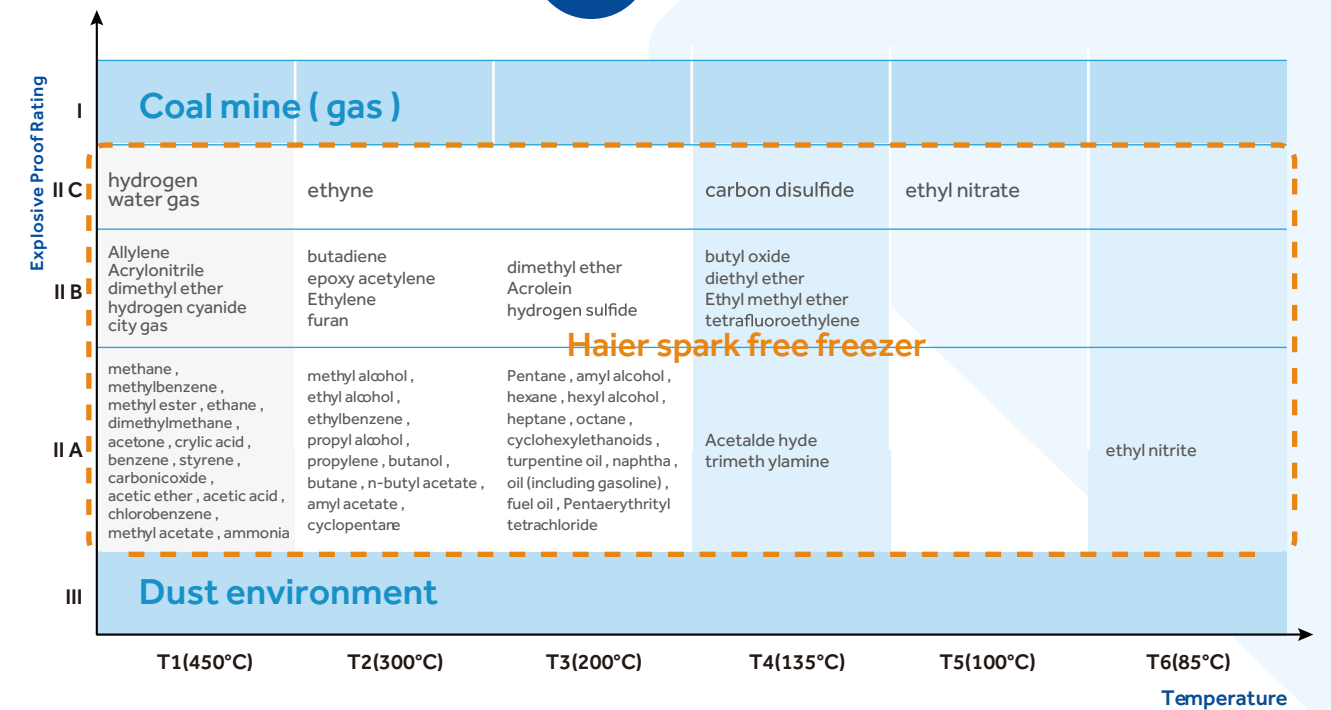 Explosive Proof Rating
I
Coal mine ( gas )
II C
hydrogen
water gas
ethyne
carbon disulfide
ethyl nitrate
II B
Allylene
Acrylonitrile
dimethyl ether
hydrogen cyanide
city gas
butadiene
epoxy acetylene
Ethylene
furan
dimethyl ether
Acrolein
hydrogen sulfide
butyl oxide
diethyl ether
Ethyl methyl ether
tetrafluoroethylene
Haier spark free freezer
II A
methane ,
methylbenzene ,
methyl ester , ethane ,
dimethylmethane ,
acetone , crylic acid ,
benzene , styrene ,
carbonicoxide ,
acetic ether , acetic acid ,
chlorobenzene ,
methyl acetate , ammonia
methyl alcohol ,
ethyl alcohol ,
ethylbenzene ,
propyl alcohol ,
propylene , butanol ,
butane , n-butyl acetate ,
amyl acetate ,
cyclopentane
Pentane , amyl alcohol ,
hexane , hexyl alcohol ,
heptane , octane ,
cyclohexylethanoids ,
turpentine oil , naphtha ,
oil (including gasoline) ,
fuel oil , Pentaerythrityl
tetrachloride
Acetalde hyde
trimeth ylamine
ethyl nitrite
III
Dust environment
T1(450°C)
T2(300°C)
T3(200°C)
T4(135°C)
T5(100°C)
T6(85°C)
Temperature